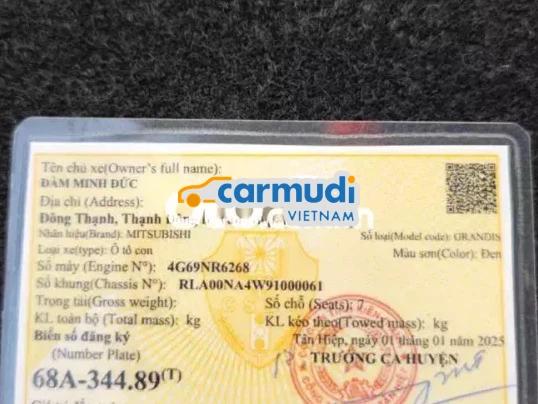 carmudi
VIETNAM
Tên chủ xe(Owner's full name):
ĐÀM MINH ĐỨC
Địa chỉ (Address):
Đông Thạnh, Thạnh
Nhãn hiệu(Brand): MITSUBISHI Số loại(Model code): GRANDIS
Loại xe(type): Ô tô con Màu sơn(Color): Đen
Số máy (Engine Nº): 4G69NR6268
Số khung(Chassis Nº): RLA00NA4W91000061
Trọng tải(Gross weight): Số chỗ (Seats): 7
KL toàn bộ (Total mass): kg KL kéo theo(Towed mass): kg
Biển số đăng ký Tân Hiệp, ngày 01 tháng 01 năm 2025
(Number Plate) TRƯỞNG CA HUYỆN
68A-344.89(T)